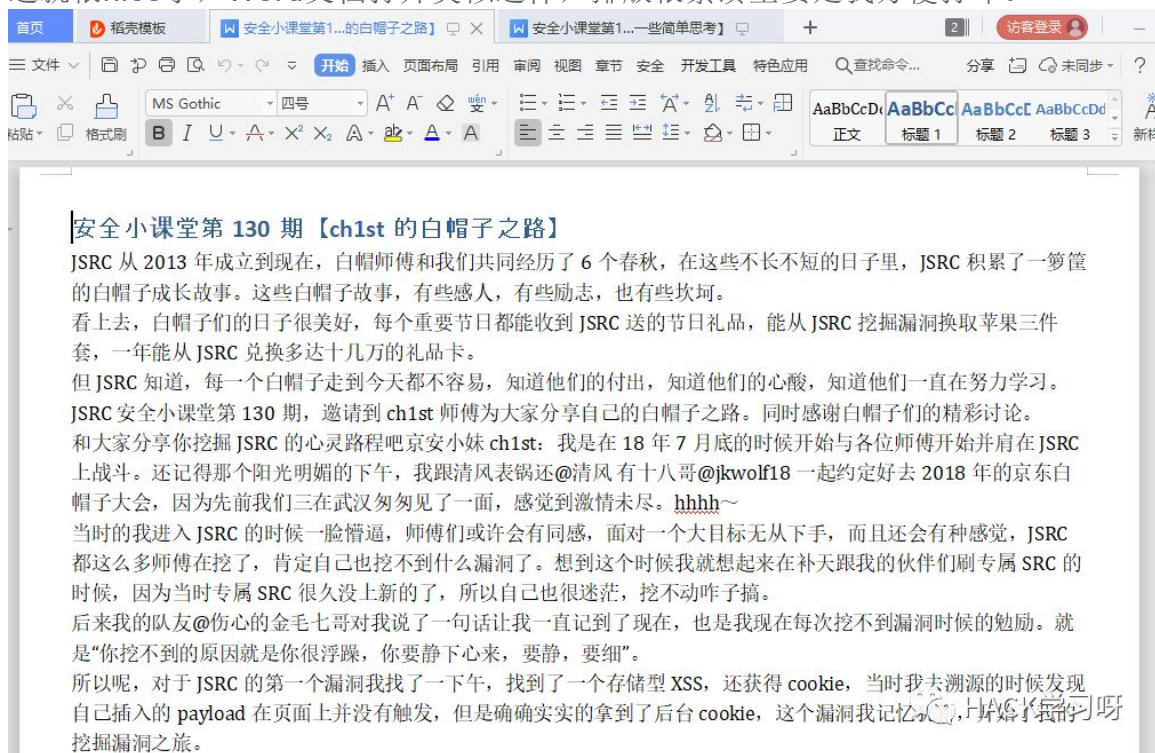 首页 稻壳模板 安全小课堂第1...的白帽子之路】 安全小课堂第1...一些简单思考】 2 访客登录
文件 开始 插入 页面布局 引用 审阅 视图 章节 安全 开发工具 特色应用 查找命令... 分享 未同步 ?
MS Gothic 四号 A+ A- wén 变 AaBbCcDd AaBbCc AaBbCcD AaBbCcDd
粘贴 格式刷 B I U A X² X₂ A ab A A 正文 标题 1 标题 2 标题 3
安全小课堂第 130 期【ch1st 的白帽子之路】
JSRC 从 2013 年成立到现在，白帽师傅和我们共同经历了 6 个春秋，在这些不长不短的日子里，JSRC 积累了一箩筐
的白帽子成长故事。这些白帽子故事，有些感人，有些励志，也有些坎坷。
看上去，白帽子们的日子很美好，每个重要节日都能收到 JSRC 送的节日礼品，能从 JSRC 挖掘漏洞换取苹果三件
套，一年能从 JSRC 兑换多达十几万的礼品卡。
但 JSRC 知道，每一个白帽子走到今天都不容易，知道他们的付出，知道他们的心酸，知道他们一直在努力学习。
JSRC 安全小课堂第 130 期，邀请到 ch1st 师傅为大家分享自己的白帽子之路。同时感谢白帽子们的精彩讨论。
和大家分享你挖掘 JSRC 的心灵路程吧京安小妹 ch1st：我是在 18 年 7 月底的时候开始与各位师傅开始并肩在 JSRC
上战斗。还记得那个阳光明媚的下午，我跟清风表锅还@清风 有十八哥@jkwolf18 一起约定好去 2018 年的京东白
帽子大会，因为先前我们三在武汉匆匆见了一面，感觉到激情未尽。hhhh～
当时的我进入 JSRC 的时候一脸懵逼，师傅们或许会有同感，面对一个大目标无从下手，而且还会有种感觉，JSRC
都这么多师傅在挖了，肯定自己也挖不到什么漏洞了。想到这个时候我就想起来在补天跟我的伙伴们刷专属 SRC 的
时候，因为当时专属 SRC 很久没上新的了，所以自己也很迷茫，挖不动咋子搞。
后来我的队友@伤心的金毛七哥对我说了一句话让我一直记到了现在，也是我现在每次挖不到漏洞时候的勉励。就
是“你挖不到的原因就是你很浮躁，你要静下心来，要静，要细”。
所以呢，对于 JSRC 的第一个漏洞我找了一下午，找到了一个存储型 XSS，还获得 cookie，当时我去溯源的时候发现
自己插入的 payload 在页面上并没有触发，但是确确实实的拿到了后台 cookie，这个漏洞我记忆
挖掘漏洞之旅。
HACK学习呀